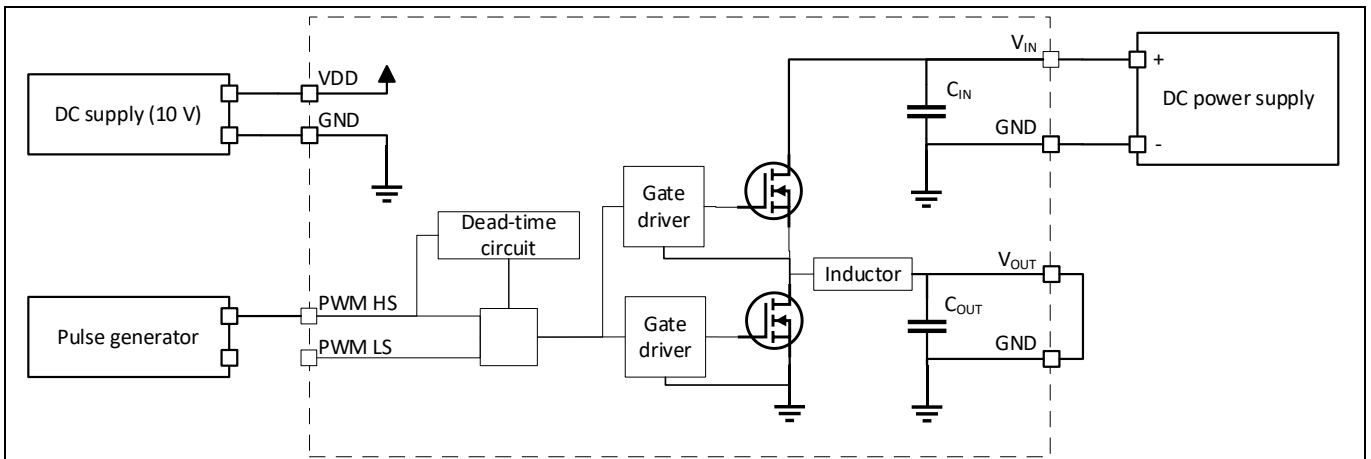 DC supply (10 V)
VDD
GND
Pulse generator
PWM HS
PWM LS
Dead-time
circuit
Gate
driver
Gate
driver
Inductor
VIN
CIN
GND
+
-
DC power supply
VOUT
COUT
GND